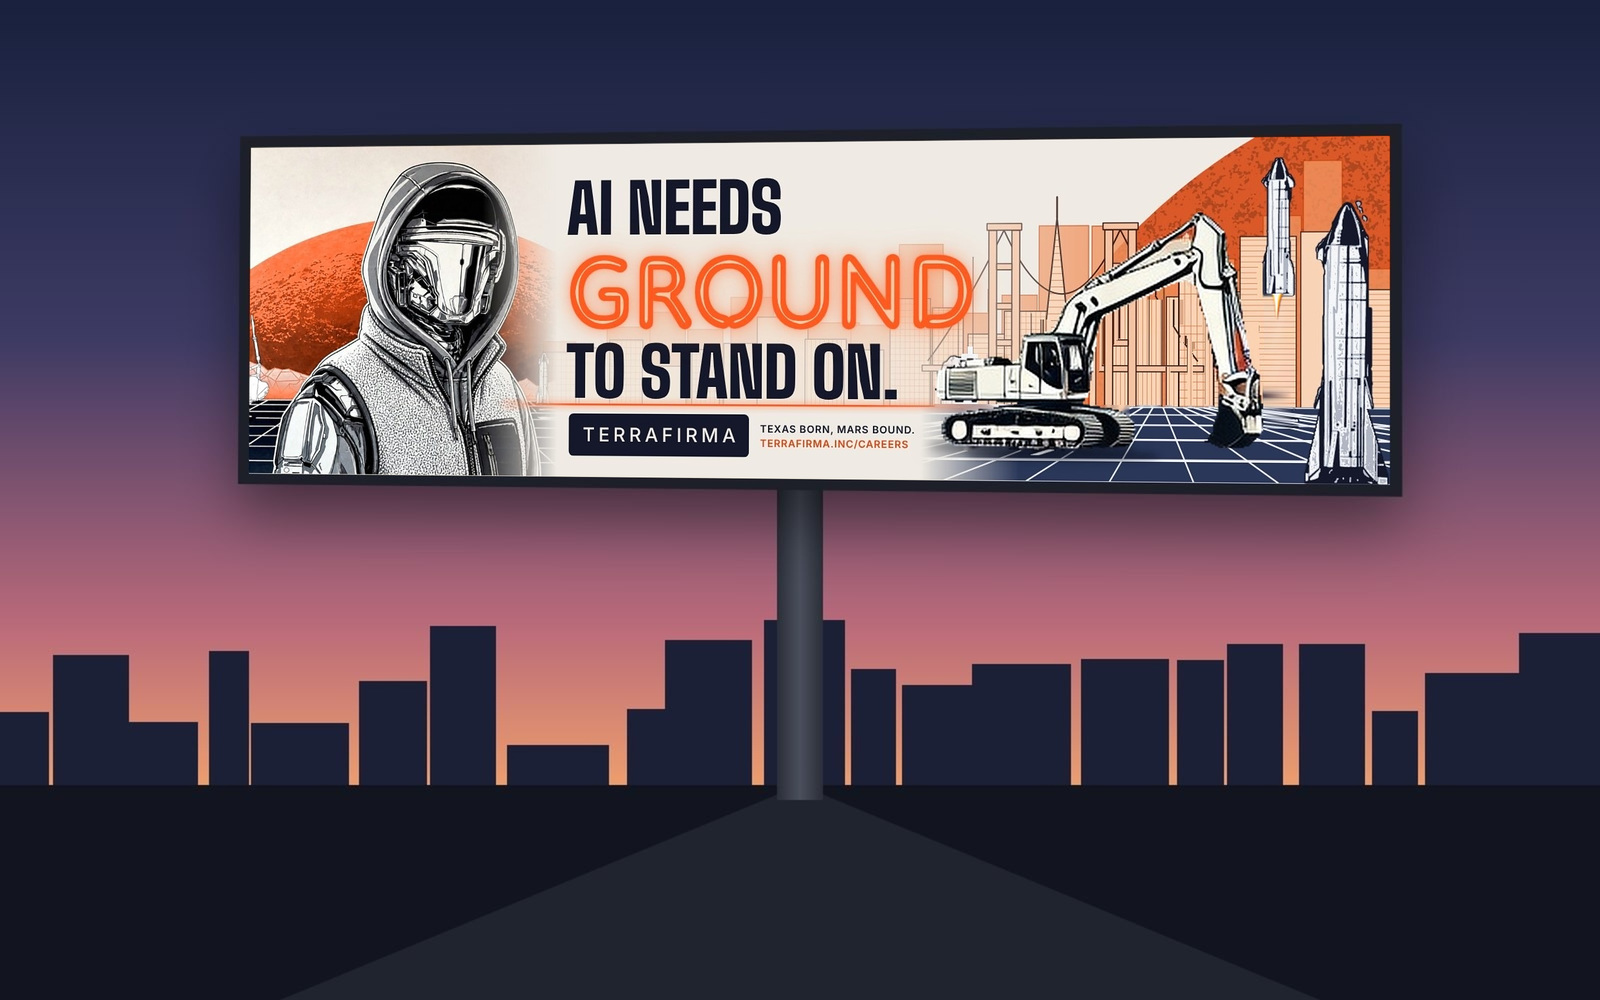 AI NEEDS
GROUND
TO STAND ON.
TERRAFIRMA
TEXAS BORN, MARS BOUND.
TERRAFIRMA.INC/CAREERS